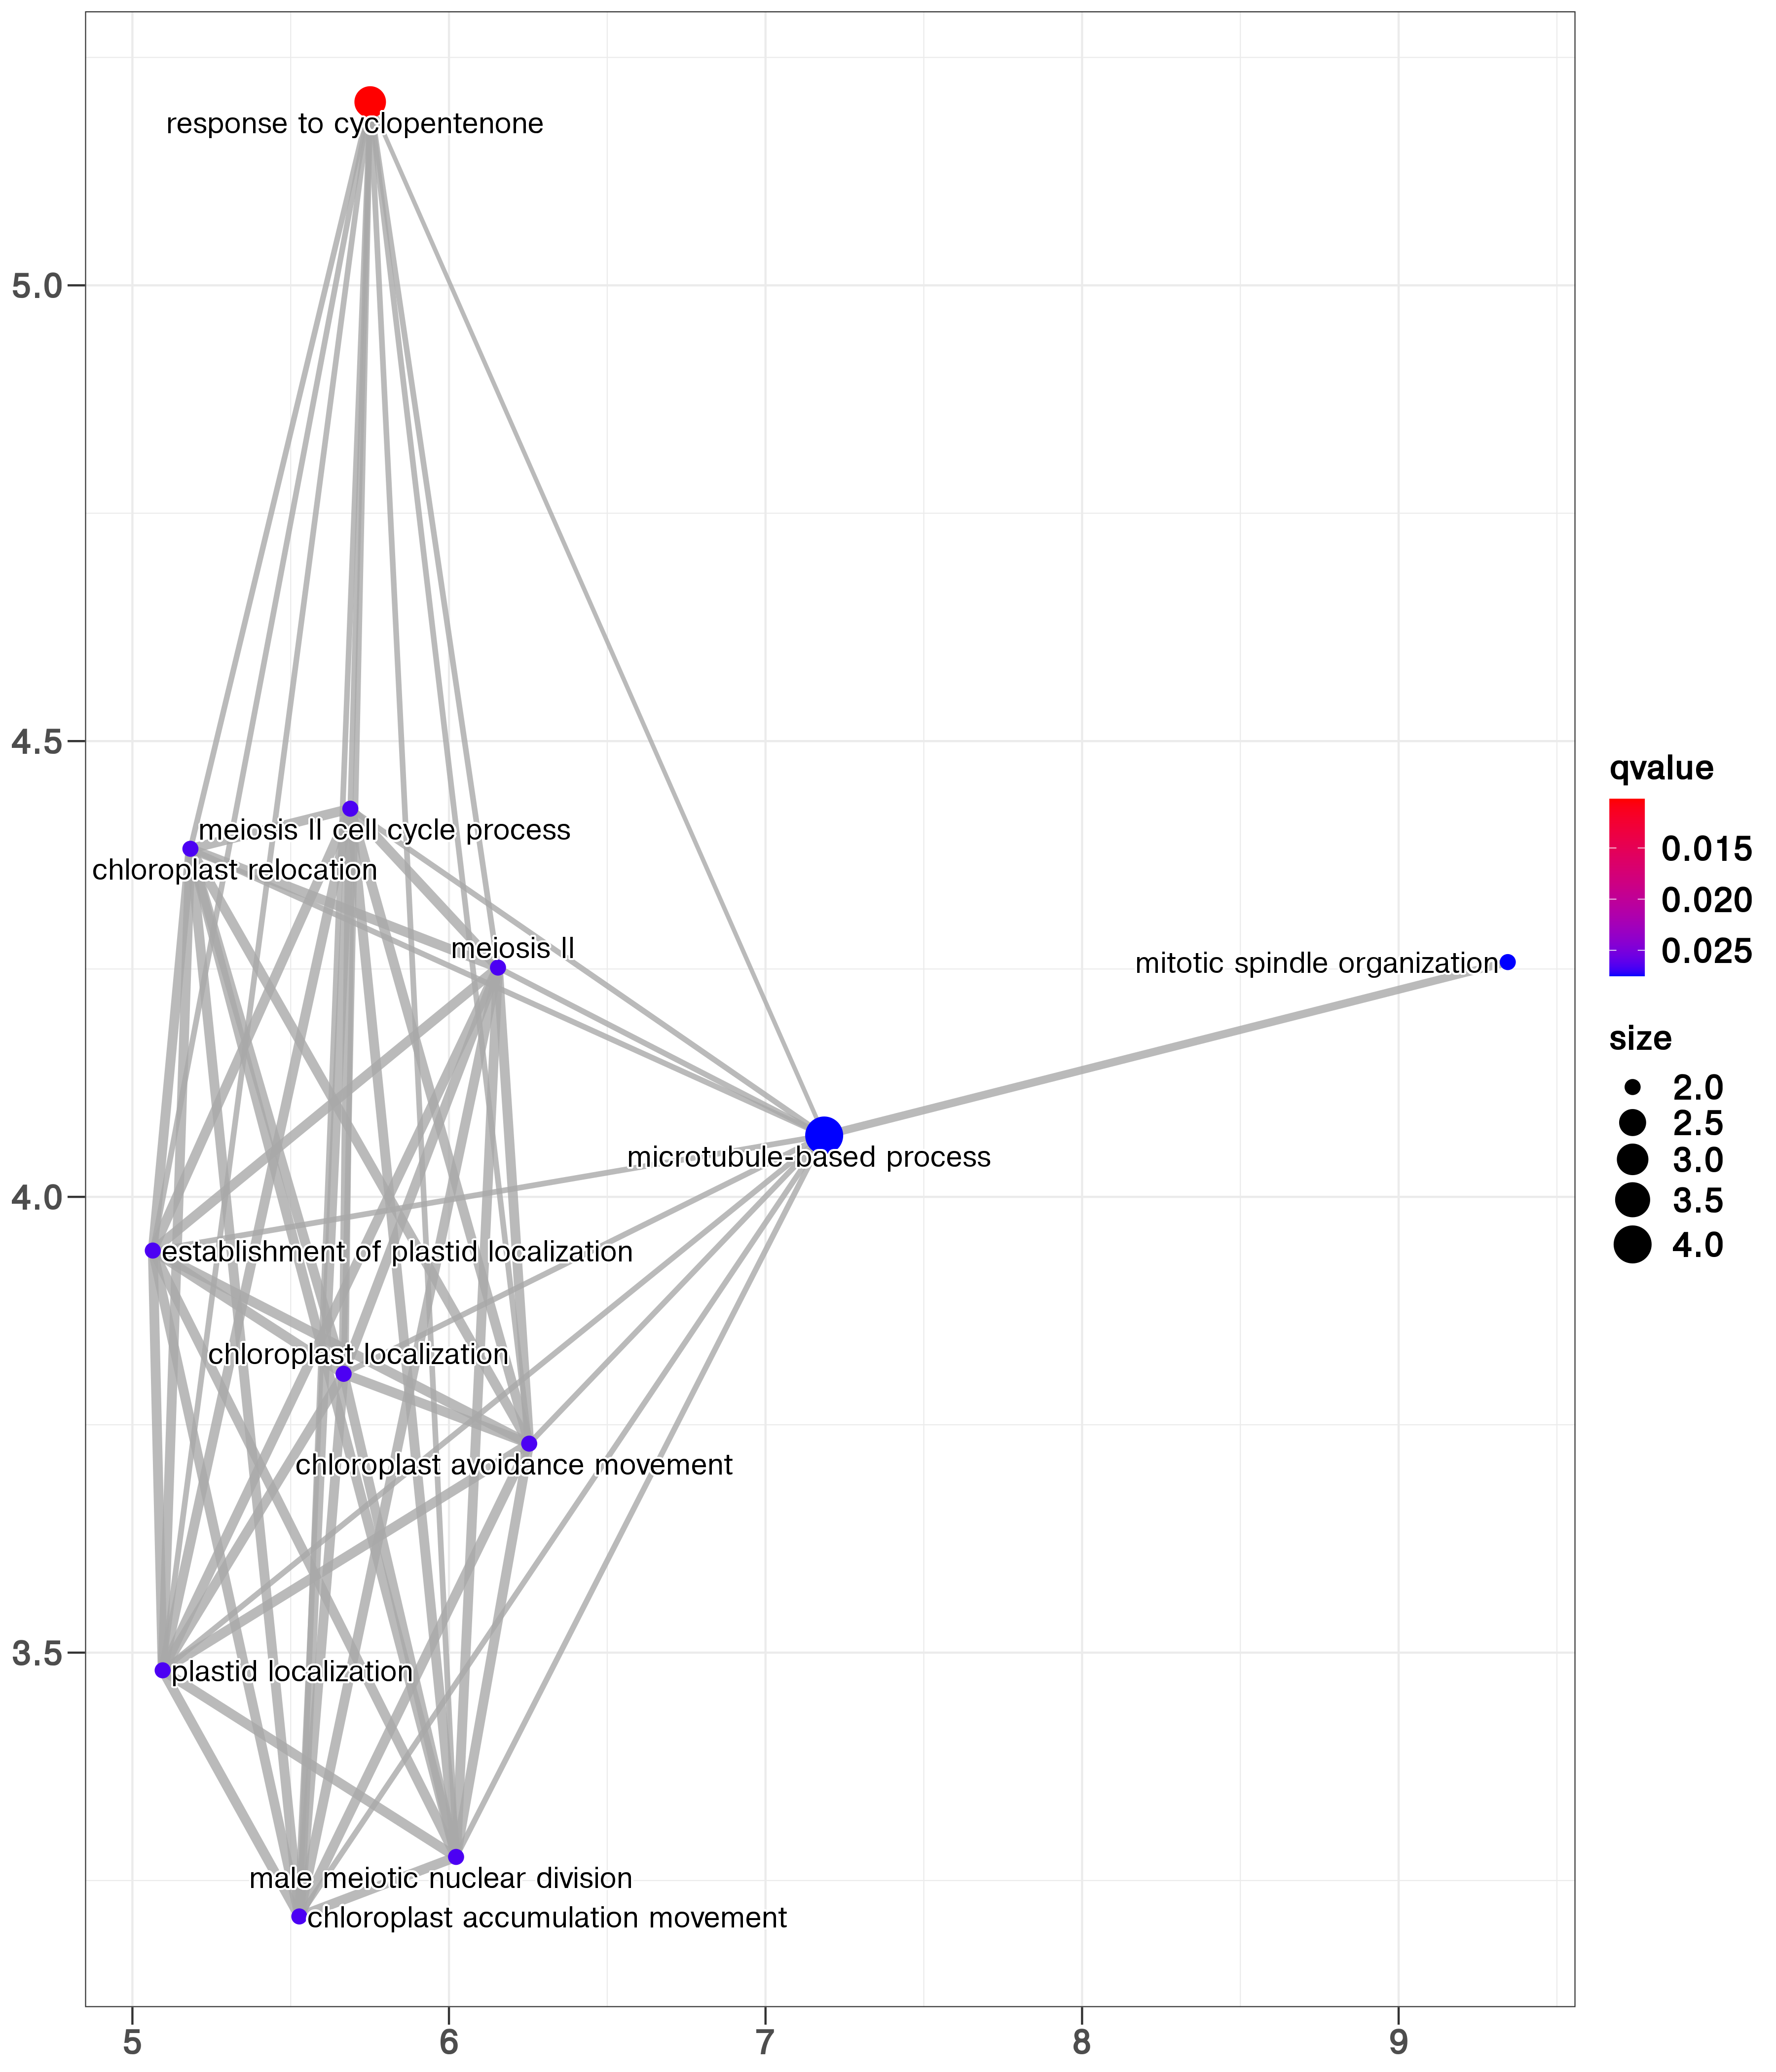 response to cyclopentenone
5.0
4.5
meiosis II cell cycle process
chloroplast relocation
meiosis II
mitotic spindle organization
microtubule-based process
4.0
establishment of plastid localization
chloroplast localization
chloroplast avoidance movement
3.5
plastid localization
male meiotic nuclear division
chloroplast accumulation movement
5
6
7
8
9
qvalue
0.015
0.020
0.025
size
2.0
2.5
3.0
3.5
4.0